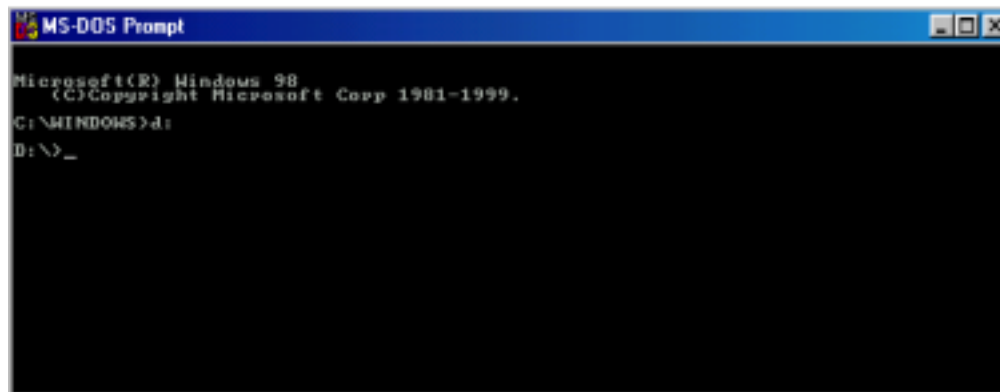 MS-DOS Prompt
Microsoft(R) Windows 98
(C)Copyright Microsoft Corp 1981-1999.
C:\WINDOWS>d:
D:\>_